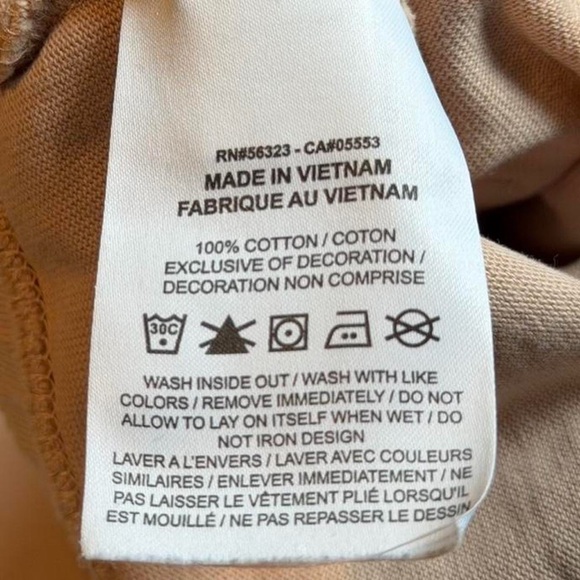 RN#56323 - CA#05553
MADE IN VIETNAM
FABRIQUE AU VIETNAM
100% COTTON / COTON
EXCLUSIVE OF DECORATION /
DECORATION NON COMPRISE
30C
WASH INSIDE OUT / WASH WITH LIKE
COLORS / REMOVE IMMEDIATELY / DO NOT
ALLOW TO LAY ON ITSELF WHEN WET / DO
NOT IRON DESIGN
LAVER A L'ENVERS / LAVER AVEC COULEURS
SIMILAIRES / ENLEVER IMMEDIATEMENT / NE
PAS LAISSER LE VÊTEMENT PLIÉ LORSQU'IL
EST MOUILLÉ / NE PAS REPASSER LE DESSIN